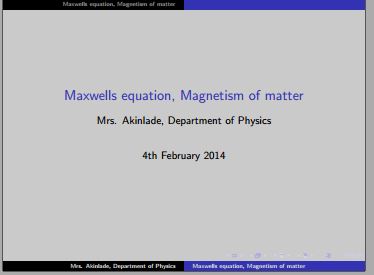 Maxwells equation, Magnetism of matter
Maxwells equation, Magnetism of matter
Mrs. Akinlade, Department of Physics
4th February 2014
Mrs. Akinlade, Department of Physics
Maxwells equation, Magnetism of matter